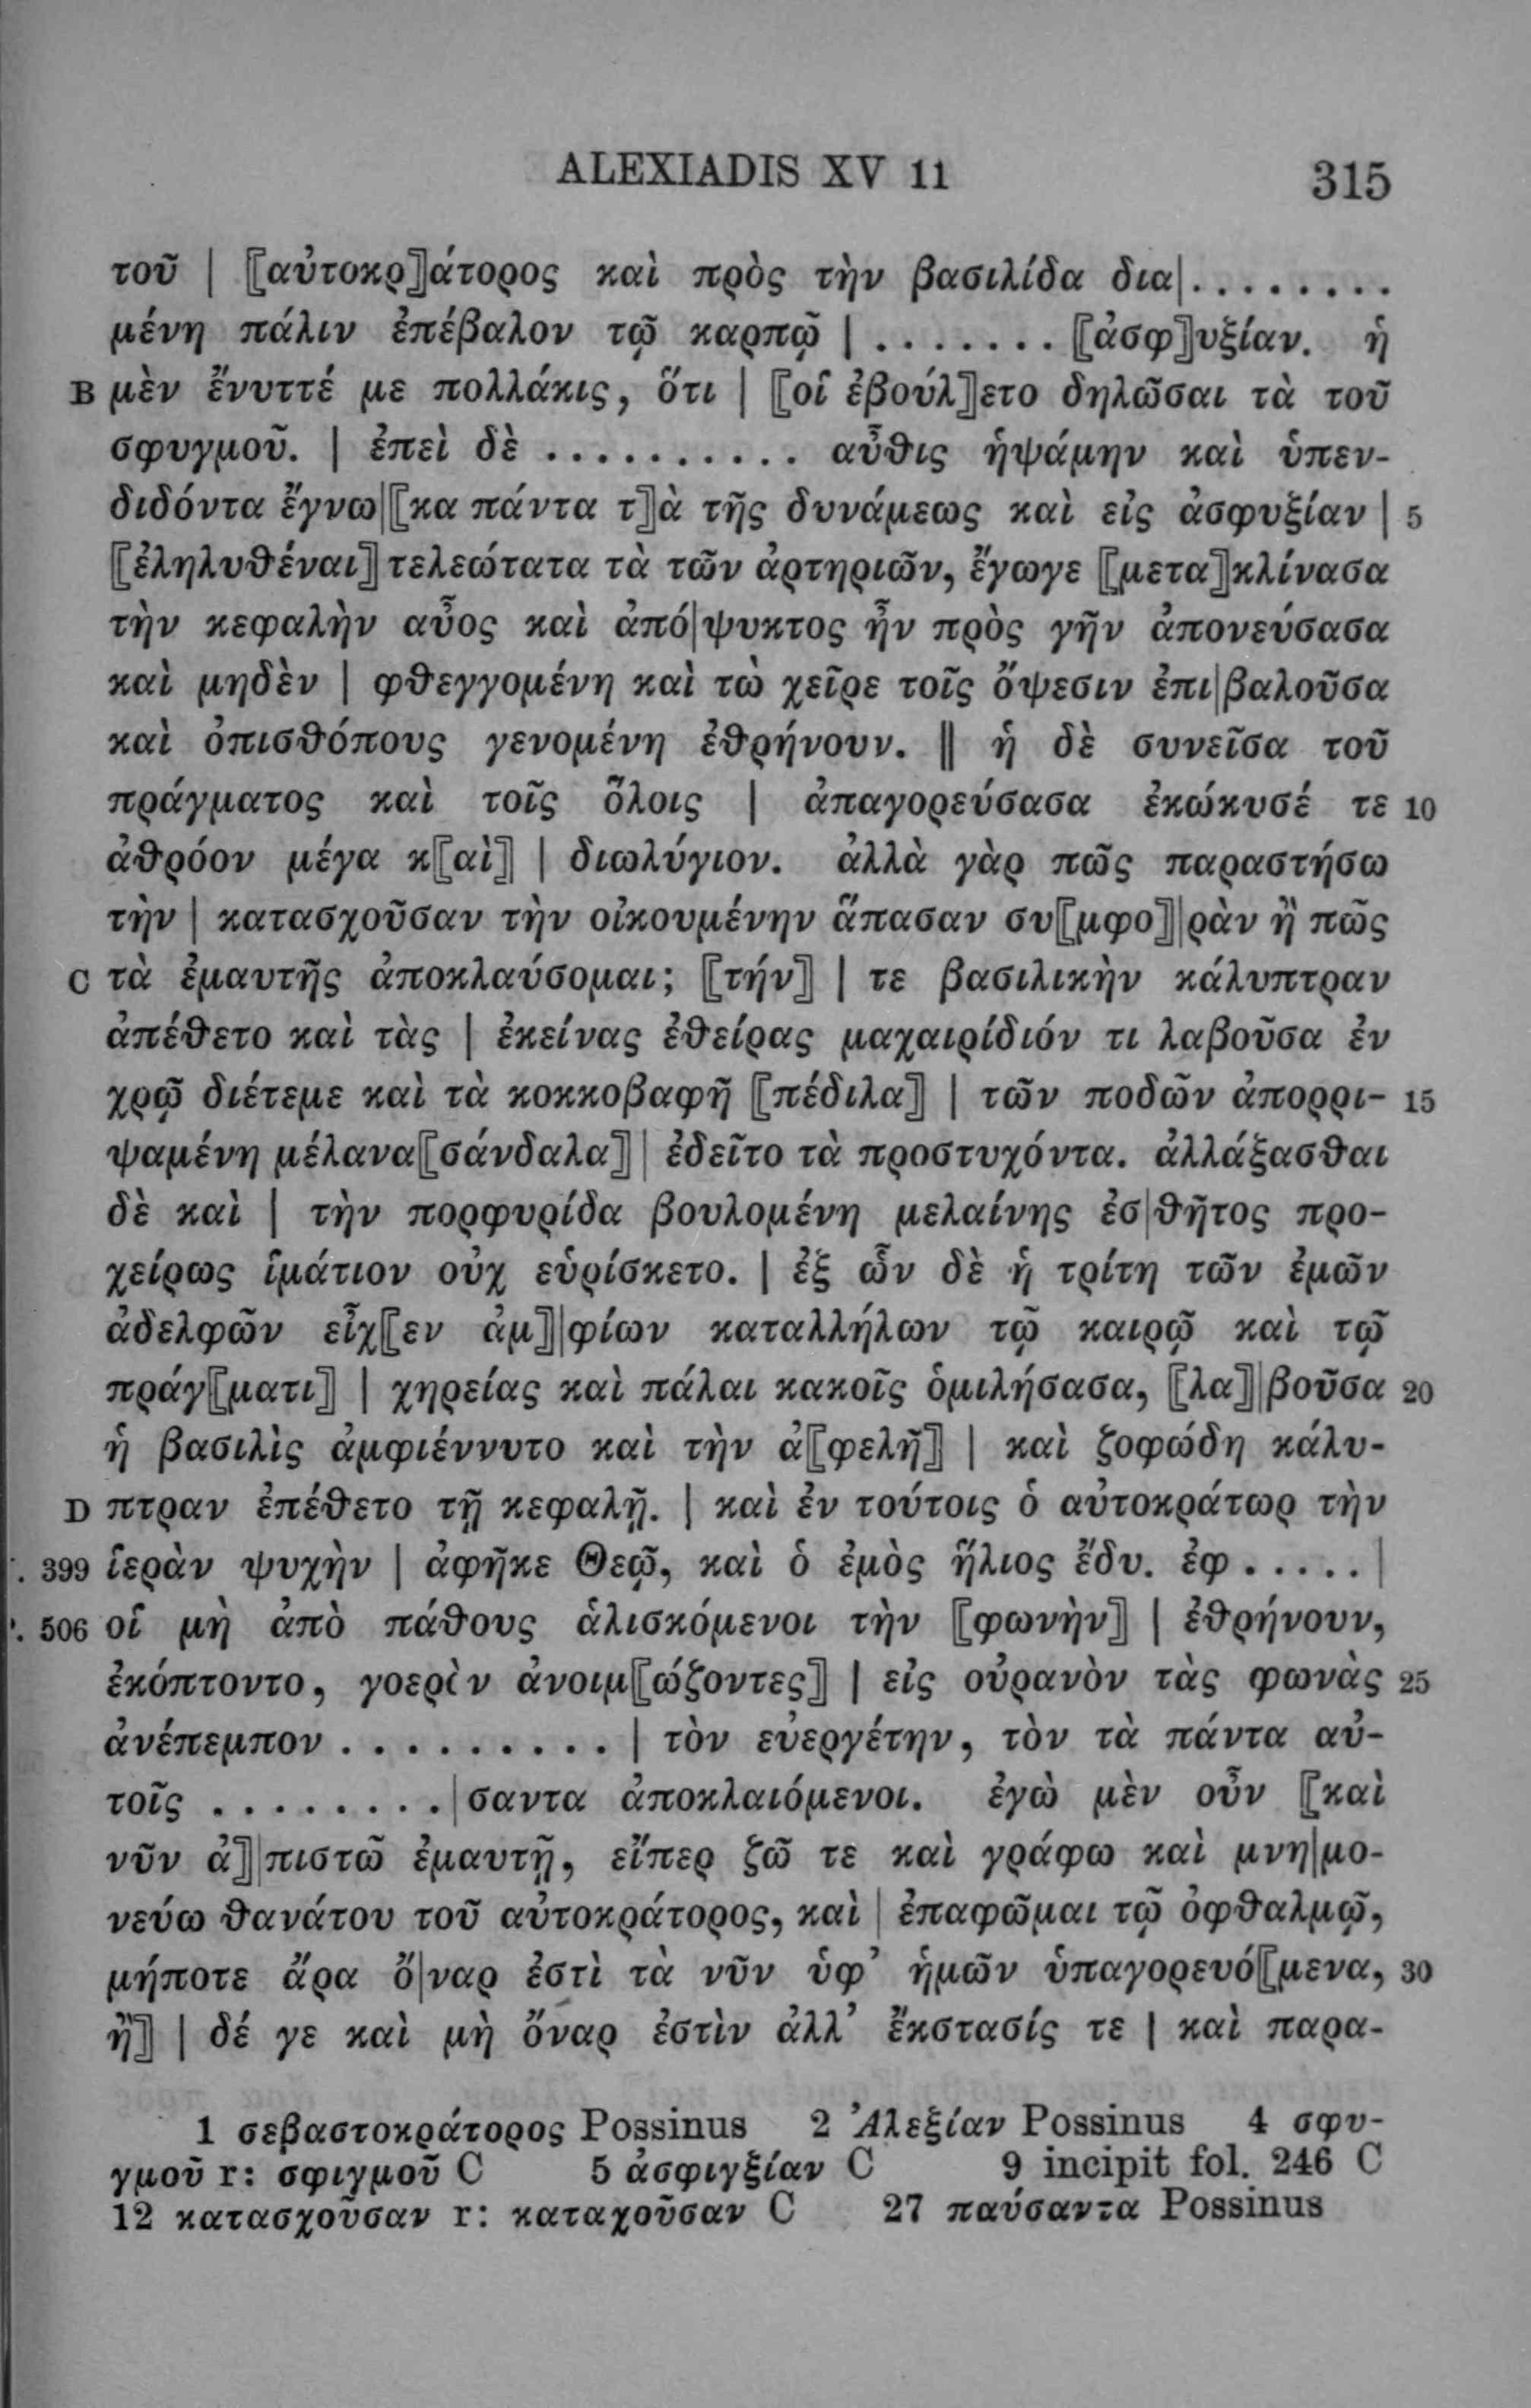 ALEXIADIS XV 11 315
τοῦ | ⟦αὐτοκρ⟧άτορος καὶ πρὸς τὴν βασιλίδα δια|. . . . . . . .
μένη πάλιν ἐπέβαλον τῷ καρπῷ | . . . . . . . ⟦ἀσφ⟧υξίαν. ἡ
B μὲν ἔνυττέ με πολλάκις, ὅτι | ⟦οἷ ἐβούλ⟧ετο δηλῶσαι τὰ τοῦ
σφυγμοῦ. | ἐπεὶ δὲ . . . . . . . . . . αὖθις ἡψάμην καὶ ὑπεν-
διδόντα ἔγνω|⟦κα πάντα τ⟧ὰ τῆς δυνάμεως καὶ εἰς ἀσφυξίαν | 5
⟦ἐληλυθέναι⟧ τελεώτατα τὰ τῶν ἀρτηριῶν, ἔγωγε ⟦μετα⟧κλίνασα
τὴν κεφαλὴν αὖος καὶ ἀπό|ψυκτος ἦν πρὸς γῆν ἀπονεύσασα
καὶ μηδὲν | φθεγγομένη καὶ τὼ χεῖρε τοῖς ὄψεσιν ἐπι|βαλοῦσα
καὶ ὀπισθόπους γενομένη ἐθρήνουν. ‖ ἡ δὲ συνεῖσα τοῦ
πράγματος καὶ τοῖς ὅλοις | ἀπαγορεύσασα ἐκώκυσέ τε 10
ἀθρόον μέγα κ⟦αὶ⟧ | διωλύγιον. ἀλλὰ γὰρ πῶς παραστήσω
τὴν | κατασχοῦσαν τὴν οἰκουμένην ἅπασαν συ⟦μφο⟧|ρὰν ἢ πῶς
C τὰ ἐμαυτῆς ἀποκλαύσομαι; ⟦τήν⟧ | τε βασιλικὴν κάλυπτραν
ἀπέθετο καὶ τὰς | ἐκείνας ἐθείρας μαχαιρίδιόν τι λαβοῦσα ἐν
χρῷ διέτεμε καὶ τὰ κοκκοβαφῆ ⟦πέδιλα⟧ | τῶν ποδῶν ἀπορρι- 15
ψαμένη μέλανα⟦σάνδαλα⟧| ἐδεῖτο τὰ προστυχόντα. ἀλλάξασθαι
δὲ καὶ | τὴν πορφυρίδα βουλομένη μελαίνης ἐσ|θῆτος προ-
χείρως ἱμάτιον οὐχ εὑρίσκετο. | ἐξ ὧν δὲ ἡ τρίτη τῶν ἐμῶν
ἀδελφῶν εἶχ⟦εν ἀμ⟧|φίων καταλλήλων τῷ καιρῷ καὶ τῷ
πράγ⟦ματι⟧ | χηρείας καὶ πάλαι κακοῖς ὁμιλήσασα, ⟦λα⟧|βοῦσα 20
ἡ βασιλὶς ἀμφιέννυτο καὶ τὴν ἀ⟦φελῆ⟧ | καὶ ζοφώδη κάλυ-
D πτραν ἐπέθετο τῇ κεφαλῇ. | καὶ ἐν τούτοις ὁ αὐτοκράτωρ τὴν
. 399 ἱερὰν ψυχὴν | ἀφῆκε Θεῷ, καὶ ὁ ἐμὸς ἥλιος ἔδυ. ἐφ . . . . . |
. 506 οἱ μὴ ἀπὸ πάθους ἁλισκόμενοι τὴν ⟦φωνὴν⟧ | ἐθρήνουν,
ἐκόπτοντο, γοερὸν ἀνοιμ⟦ώζοντες⟧ | εἰς οὐρανὸν τὰς φωνὰς 25
ἀνέπεμπον . . . . . . . . . . | τὸν εὐεργέτην, τὸν τὰ πάντα αὐ-
τοῖς . . . . . . . . .|σαντα ἀποκλαιόμενοι. ἐγὼ μὲν οὖν ⟦καὶ
νῦν ἀ⟧|πιστῶ ἐμαυτῇ, εἴπερ ζῶ τε καὶ γράφω καὶ μνη|μο-
νεύω θανάτου τοῦ αὐτοκράτορος, καὶ | ἐπαφῶμαι τῷ ὀφθαλμῷ,
μήποτε ἄρα ὄ|ναρ ἐστὶ τὰ νῦν ὑφ’ ἡμῶν ὑπαγορευό⟦μενα, 30
ἢ⟧ | δέ γε καὶ μὴ ὄναρ ἐστὶν ἀλλ’ ἔκστασίς τε | καὶ παρα-
1 σεβαστοκράτορος Possinus 2 Ἀλεξίαν Possinus 4 σφυ-
γμοῦ r: σφιγμοῦ C 5 ἀσφιγξίαν C 9 incipit fol. 246 C
12 κατασχοῦσαν r: καταχοῦσαν C 27 παύσαντα Possinus